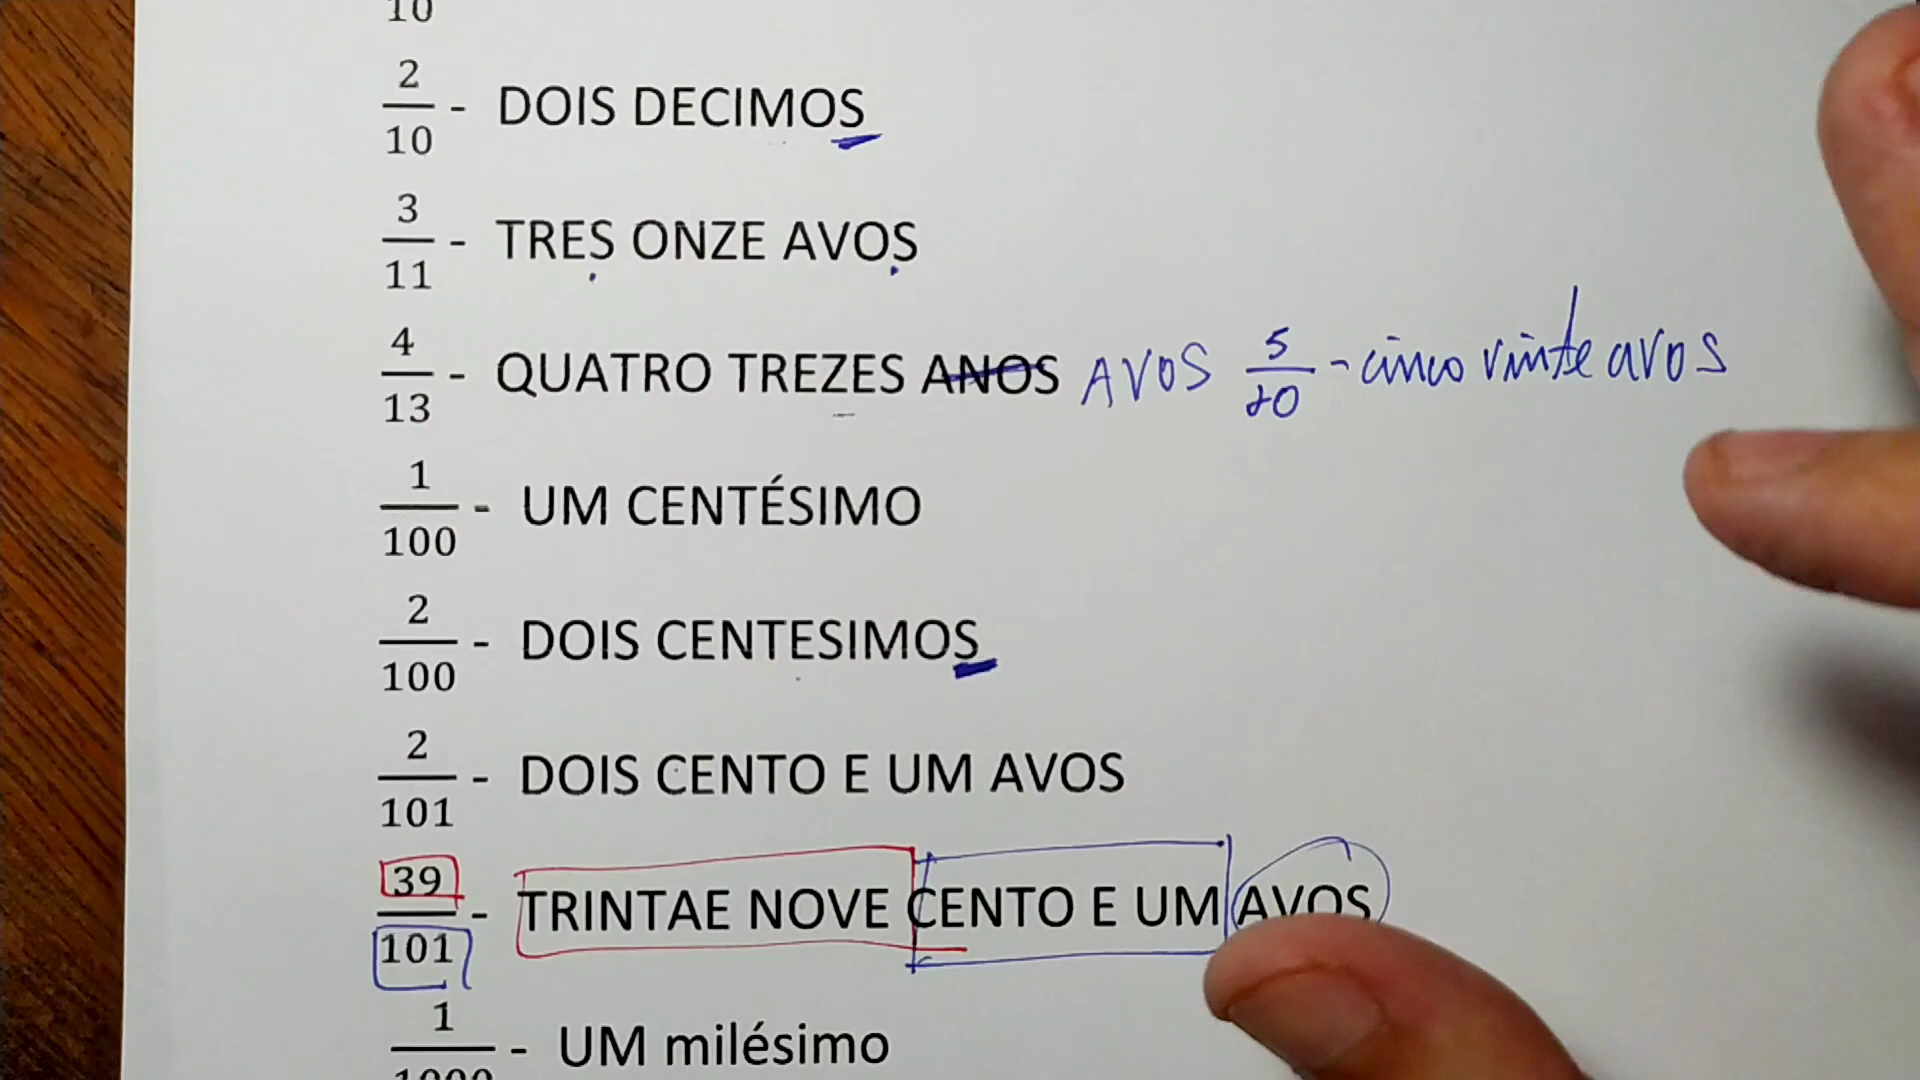 10
2/10 - DOIS DECIMOS
3/11 - TRES ONZE AVOS
4/13 - QUATRO TREZES ANOS AVOS 5/20 - cinco vinte avos
1/100 - UM CENTÉSIMO
2/100 - DOIS CENTESIMOS
2/101 - DOIS CENTO E UM AVOS
39/101 - TRINTAE NOVE CENTO E UM AVOS
1/1000 - UM milésimo